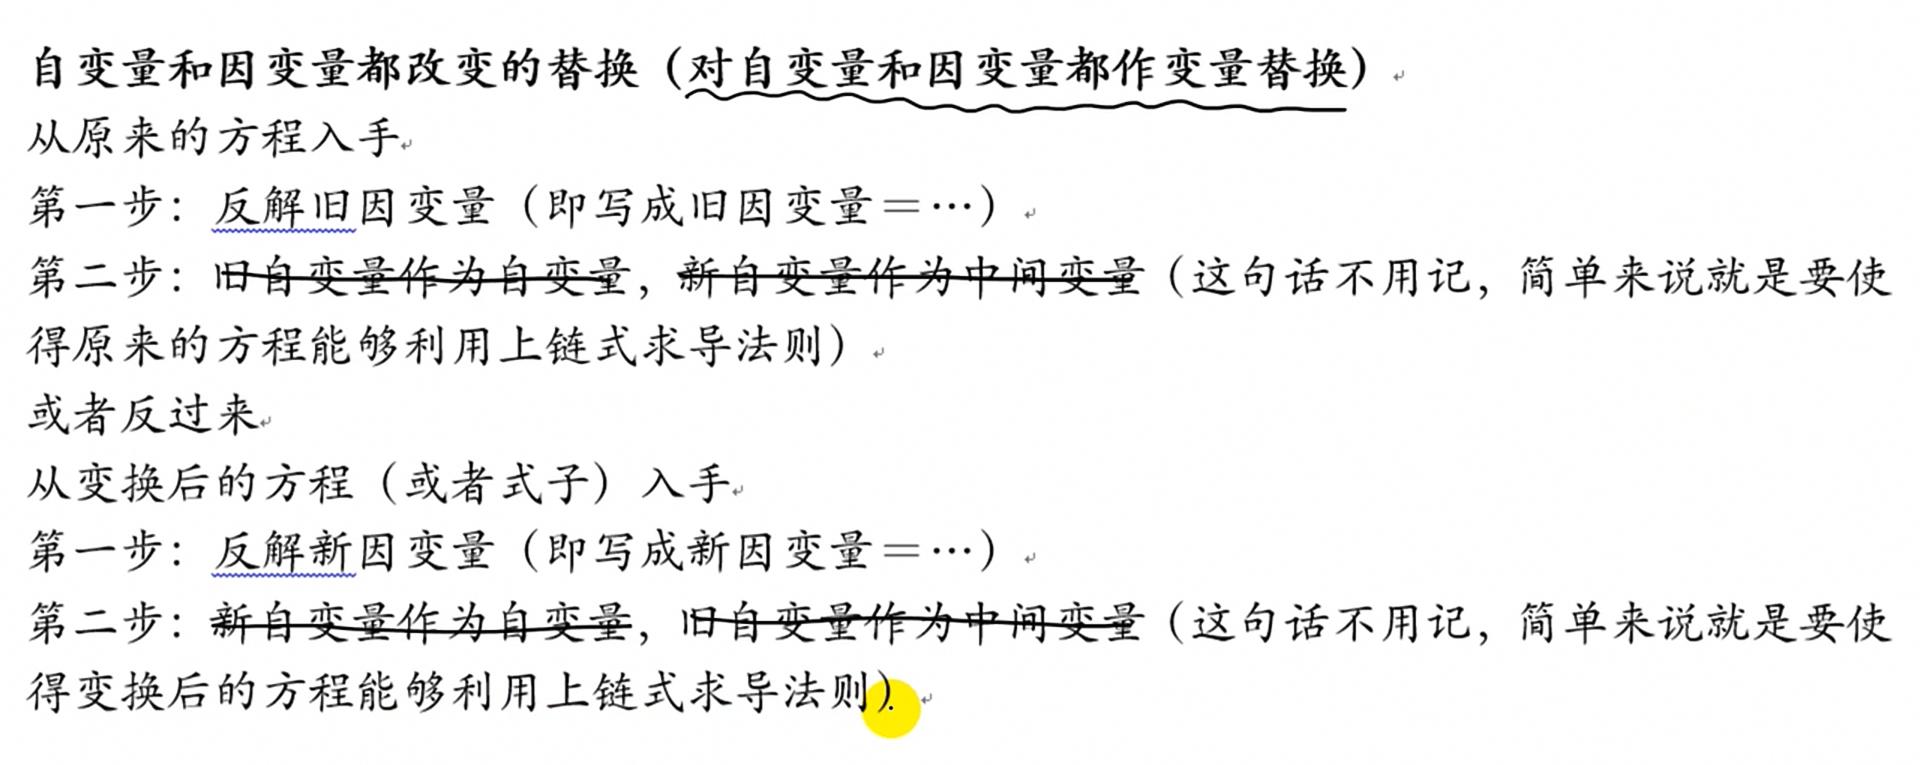 自变量和因变量都改变的替换（对自变量和因变量都作变量替换）
从原来的方程入手
第一步：反解旧因变量（即写成旧因变量＝…）
第二步：旧自变量作为自变量，新自变量作为中间变量（这句话不用记，简单来说就是要使
得原来的方程能够利用上链式求导法则）
或者反过来
从变换后的方程（或者式子）入手
第一步：反解新因变量（即写成新因变量＝…）
第二步：新自变量作为自变量，旧自变量作为中间变量（这句话不用记，简单来说就是要使
得变换后的方程能够利用上链式求导法则）